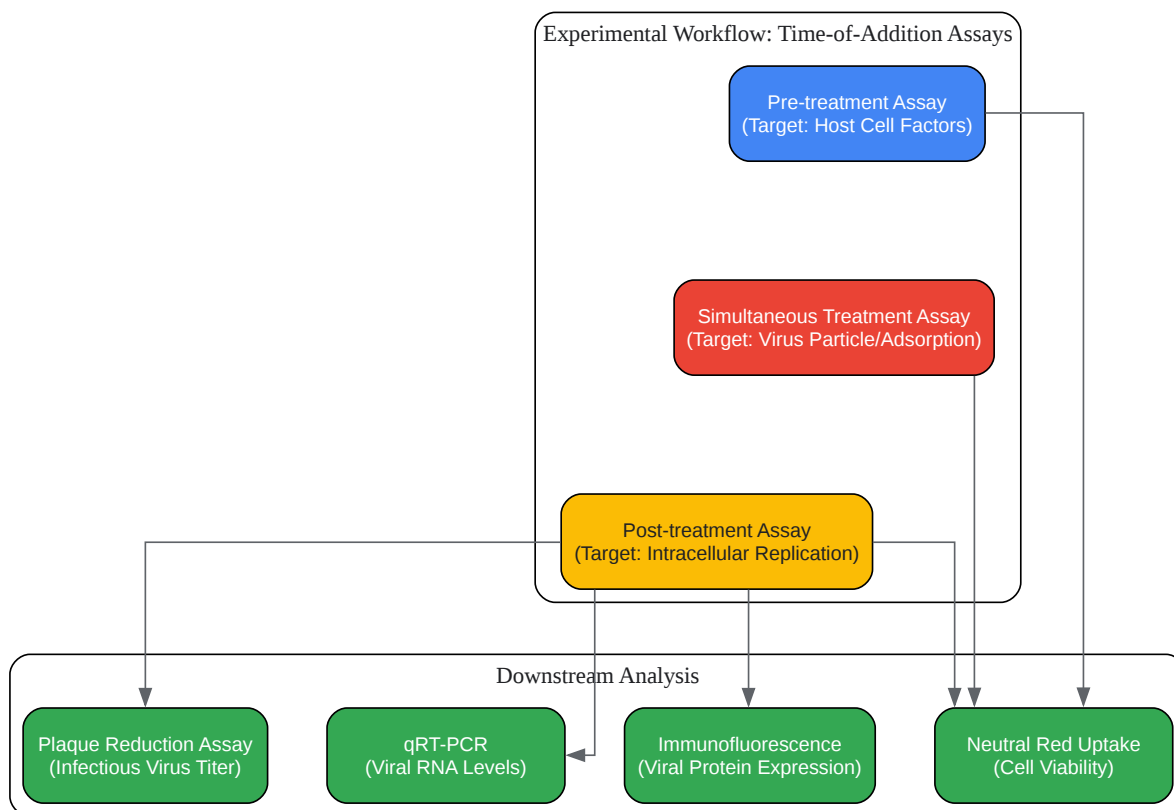 Experimental Workflow: Time-of-Addition Assays
Pre-treatment Assay
(Target: Host Cell Factors)
Simultaneous Treatment Assay
(Target: Virus Particle/Adsorption)
Post-treatment Assay
(Target: Intracellular Replication)
Downstream Analysis
Plaque Reduction Assay
(Infectious Virus Titer)
qRT-PCR
(Viral RNA Levels)
Immunofluorescence
(Viral Protein Expression)
Neutral Red Uptake
(Cell Viability)